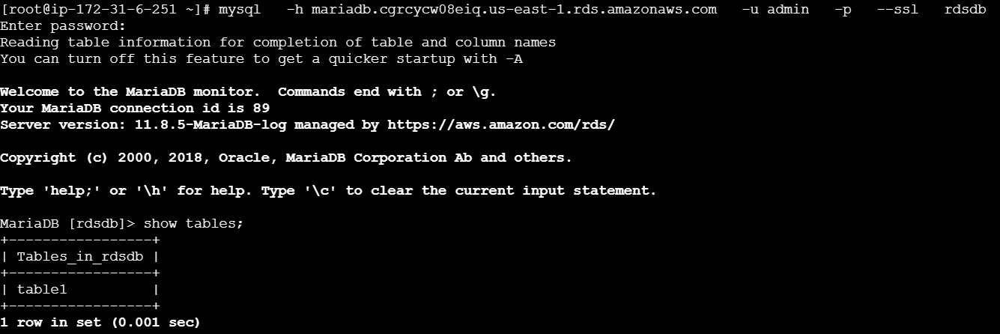 [root@ip-172-31-6-251 ~]# mysql   -h mariadb.cgrcycw08eiq.us-east-1.rds.amazonaws.com   -u admin   -p   --ssl   rdsdb
Enter password:
Reading table information for completion of table and column names
You can turn off this feature to get a quicker startup with -A
Welcome to the MariaDB monitor.  Commands end with ; or \g.
Your MariaDB connection id is 89
Server version: 11.8.5-MariaDB-log managed by https://aws.amazon.com/rds/
Copyright (c) 2000, 2018, Oracle, MariaDB Corporation Ab and others.
Type 'help;' or '\h' for help. Type '\c' to clear the current input statement.
MariaDB [rdsdb]> show tables;
+-----------------+
| Tables_in_rdsdb |
+-----------------+
| table1          |
+-----------------+
1 row in set (0.001 sec)